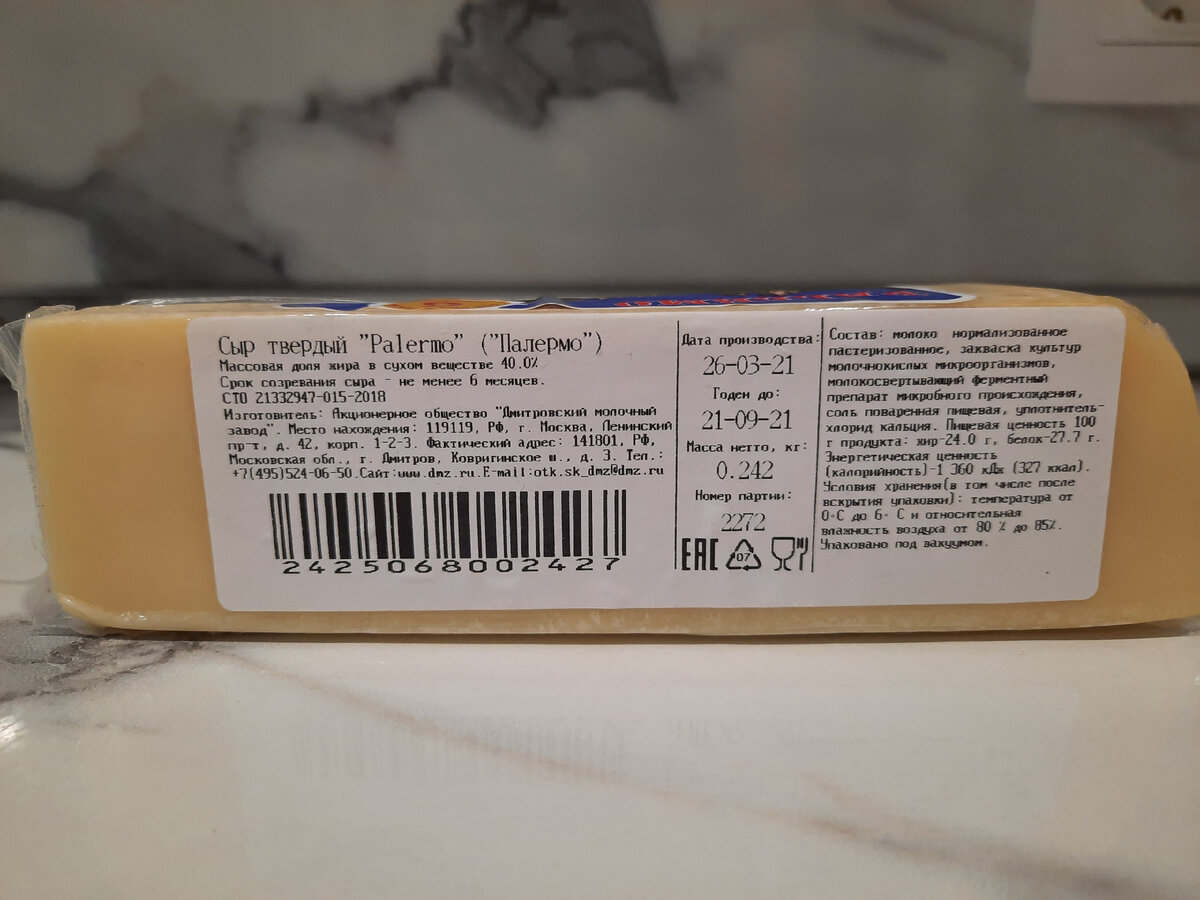 Сыр твердый "Palermo" ("Палермо")
Массовая доля жира в сухом веществе 40.0%
Срок созревания сыра - не менее 6 месяцев.
СТО 21332947-015-2018
Изготовитель: Акционерное общество "Дмитровский молочный
завод". Место нахождения: 119119, РФ, г. Москва, Ленинский
пр-т, д. 42, корп. 1-2-3. Фактический адрес: 141801, РФ,
Московская обл., г. Дмитров, Ковригинское ш., д. 3. Тел.:
+7(495)524-06-50.Сайт:www.dmz.ru.E-mail:otk.sk_dmz@dmz.ru
2425068002427
Дата производства:
26-03-21
Годен до:
21-09-21
Масса нетто, кг:
0.242
Номер партии:
2272
EAC 07
Состав: молоко нормализованное
пастеризованное, закваска культур
молочнокислых микроорганизмов,
молокосвертывающий ферментный
препарат микробного происхождения,
соль поваренная пищевая, уплотнитель-
хлорид кальция. Пищевая ценность 100
г продукта: жир-24.0 г, белок-27.7 г.
Энергетическая ценность
(калорийность)-1 360 кДж (327 ккал).
Условия хранения(в том числе после
вскрытия упаковки): температура от
0°С до 6° С и относительная
влажность воздуха от 80 % до 85%.
Упаковано под вакуумом.